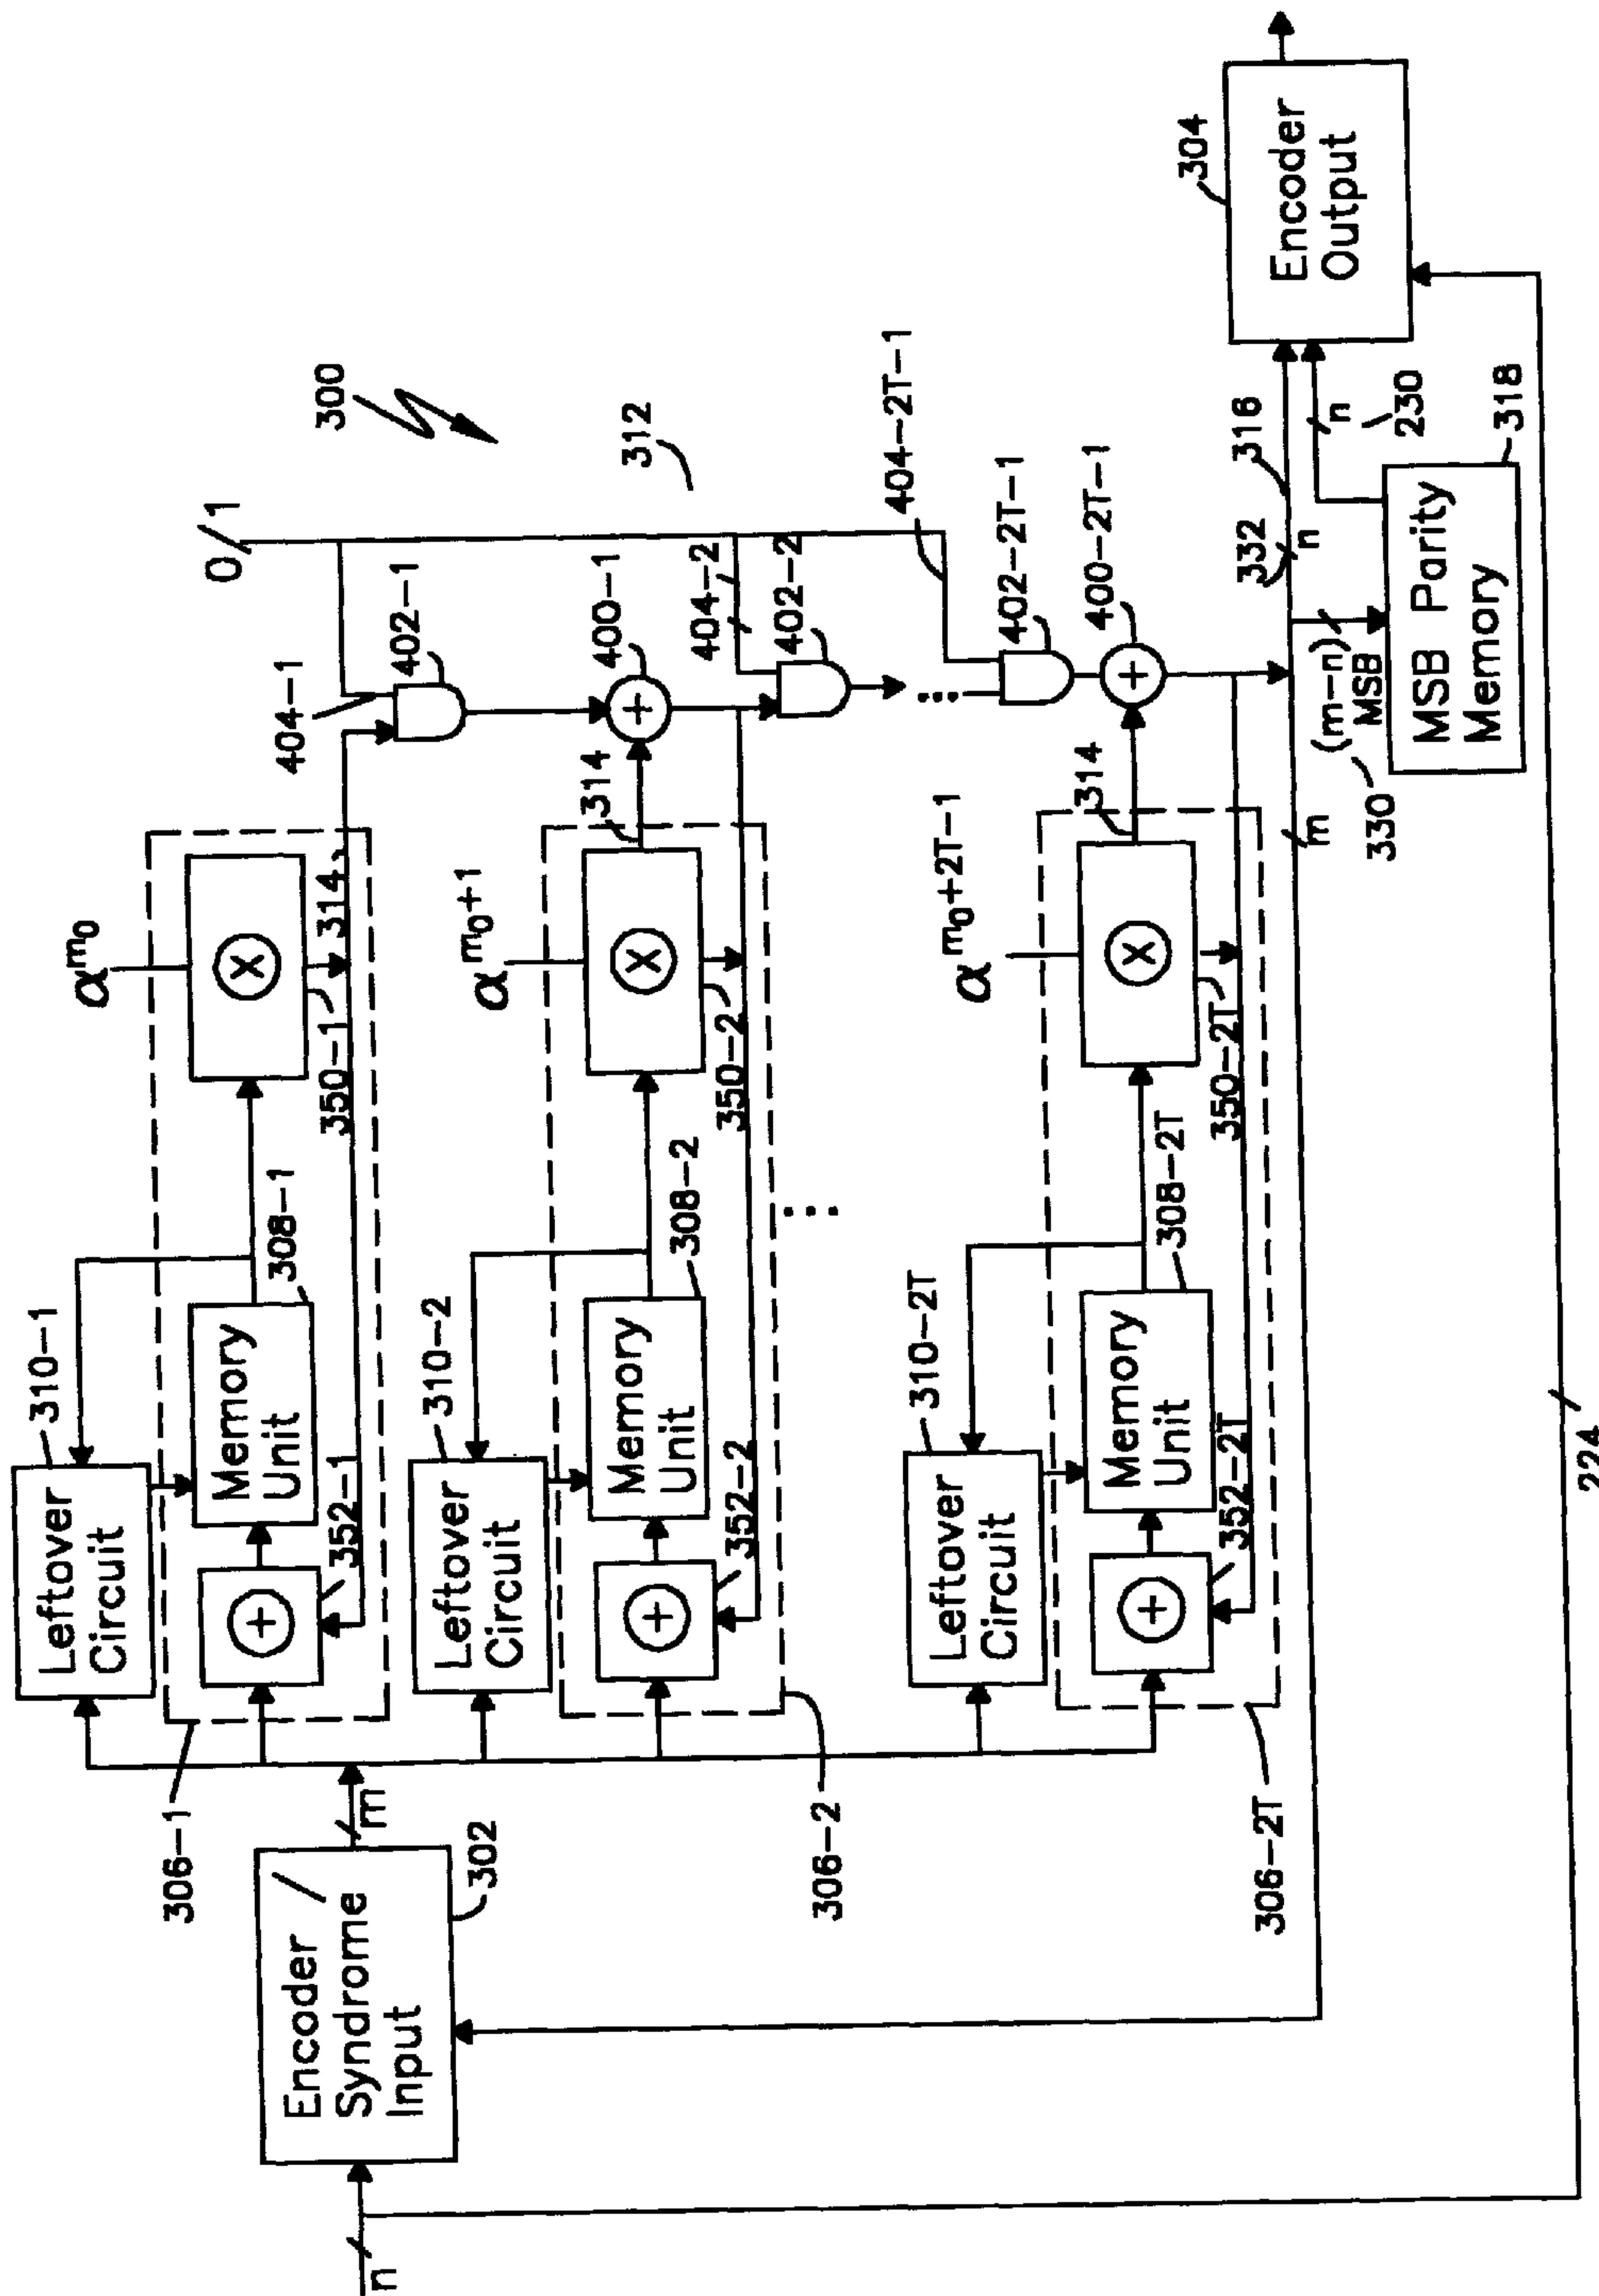 300
n
Encoder /
Syndrome
Input
302
m
306-1
Leftover
Circuit
310-1
352-1
Memory
Unit
308-1
350-1
α^m0
314
404-1
402-1
0/1
400-1
306-2
Leftover
Circuit
310-2
352-2
Memory
Unit
308-2
350-2
α^m0+1
314
312
404-2
402-2
404-2T-1
402-2T-1
400-2T-1
306-2T
Leftover
Circuit
310-2T
352-2T
Memory
Unit
308-2T
350-2T
α^m0+2T-1
314
m
330
(m-n)
MSB
332
n
316
n
230
MSB Parity
Memory
318
Encoder
Output
304
224